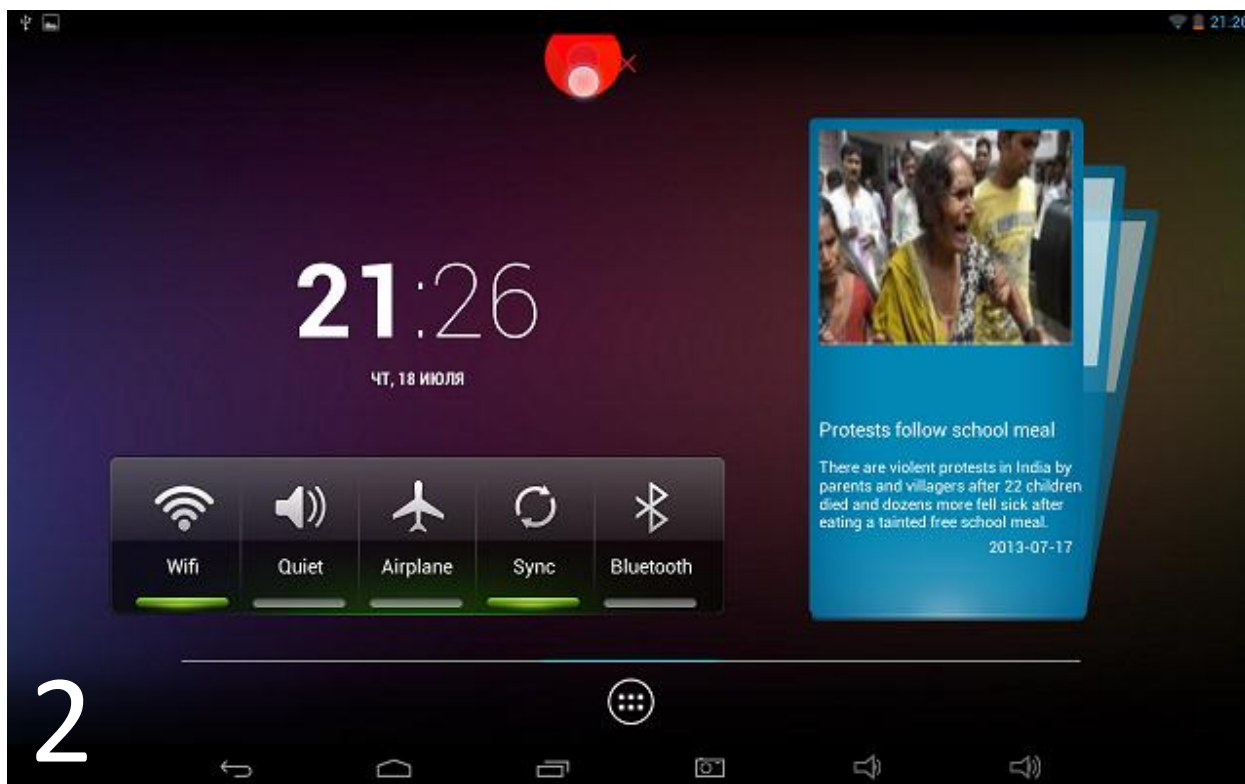 21:26
21:26
ЧТ, 18 ИЮЛЯ
Protests follow school meal
There are violent protests in India by
parents and villagers after 22 children
died and dozens more fell sick after
eating a tainted free school meal.
2013-07-17
Wifi
Quiet
Airplane
Sync
Bluetooth
2